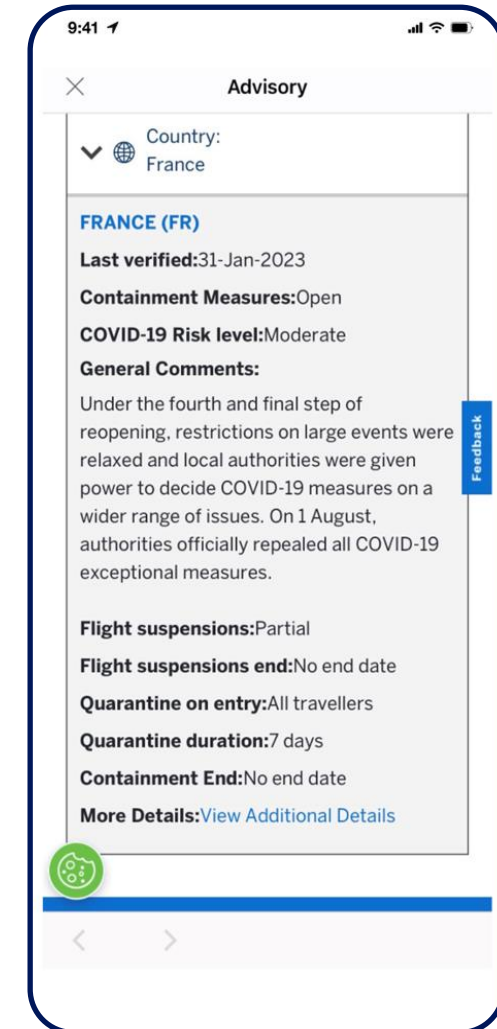 9:41
Advisory
Country:
France
FRANCE (FR)
Last verified:31-Jan-2023
Containment Measures:Open
COVID-19 Risk level:Moderate
General Comments:
Under the fourth and final step of
reopening, restrictions on large events were
relaxed and local authorities were given
power to decide COVID-19 measures on a
wider range of issues. On 1 August,
authorities officially repealed all COVID-19
exceptional measures.
Feedback
Flight suspensions:Partial
Flight suspensions end:No end date
Quarantine on entry:All travellers
Quarantine duration:7 days
Containment End:No end date
More Details:View Additional Details